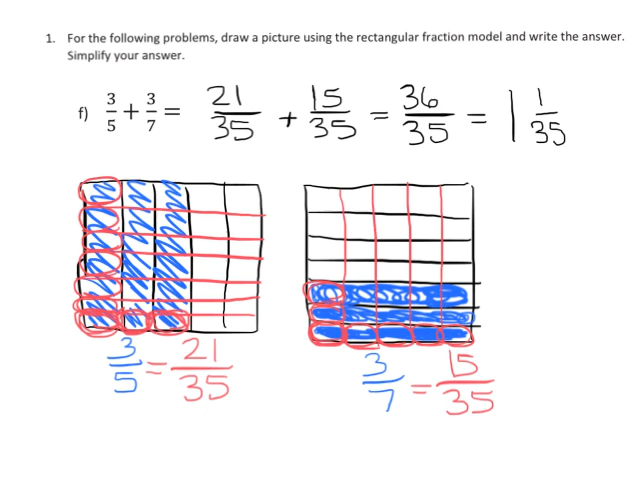 1. For the following problems, draw a picture using the rectangular fraction model and write the answer.
Simplify your answer.
f) 3/5 + 3/7 = 21/35 + 15/35 = 36/35 = 1 1/35
3/5 = 21/35
3/7 = 15/35